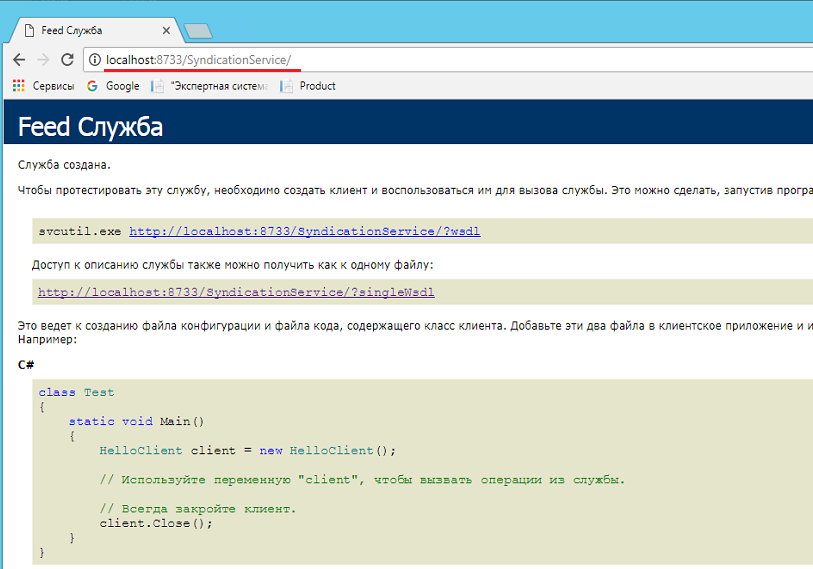 Feed Служба
localhost:8733/SyndicationService/
Сервисы Google "Экспертная система Product
Feed Служба
Служба создана.
Чтобы протестировать эту службу, необходимо создать клиент и воспользоваться им для вызова службы. Это можно сделать, запустив
svcutil.exe http://localhost:8733/SyndicationService/?wsdl
Доступ к описанию службы также можно получить как к одному файлу:
http://localhost:8733/SyndicationService/?singleWsdl
Это ведет к созданию файла конфигурации и файла кода, содержащего класс клиента. Добавьте эти два файла в клиентское приложение и
Например:
C#
class Test
{
static void Main()
{
HelloClient client = new HelloClient();
// Используйте переменную "client", чтобы вызвать операции из службы.
// Всегда закройте клиент.
client.Close();
}
}